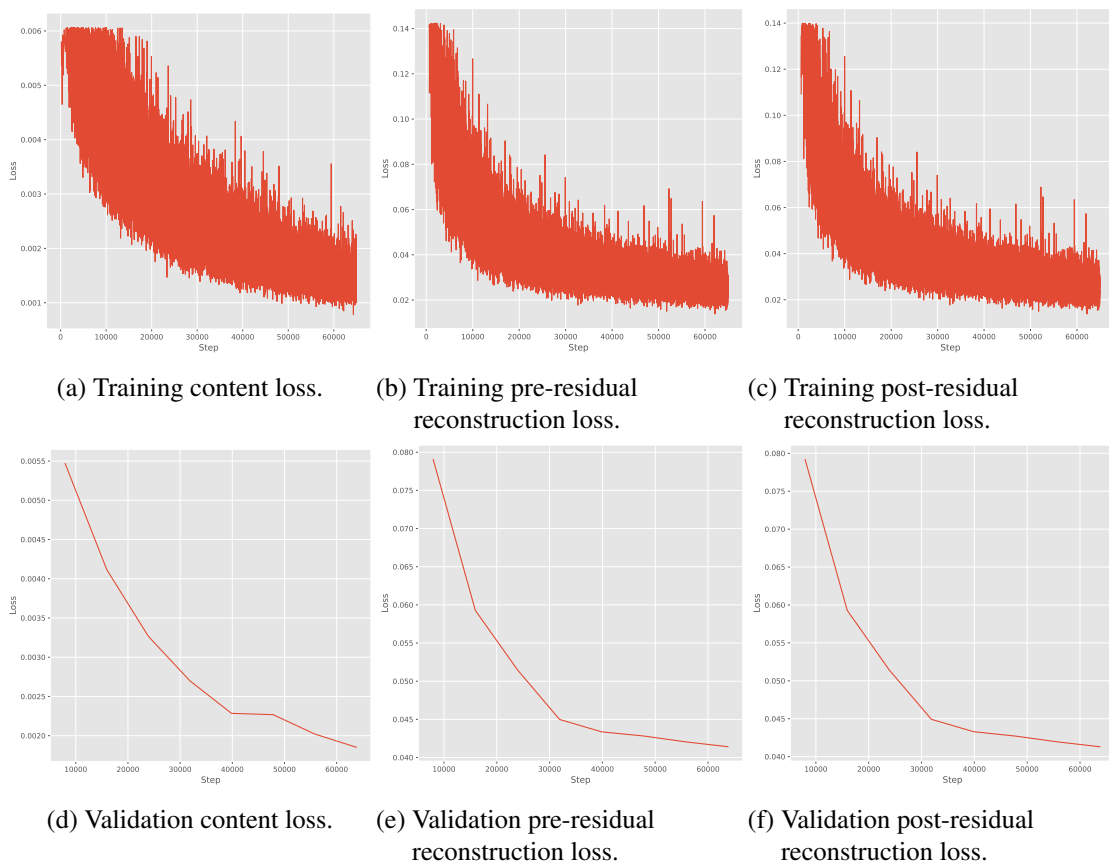 0.006
0.005
0.004
0.003
0.002
0.001
Loss
0 10000 20000 30000 40000 50000 60000
Step
0.14
0.12
0.10
0.08
0.06
0.04
0.02
Loss
0 10000 20000 30000 40000 50000 60000
Step
0.14
0.12
0.10
0.08
0.06
0.04
0.02
Loss
0 10000 20000 30000 40000 50000 60000
Step
(a) Training content loss.
(b) Training pre-residual
reconstruction loss.
(c) Training post-residual
reconstruction loss.
0.0055
0.0050
0.0045
0.0040
0.0035
0.0030
0.0025
0.0020
Loss
10000 20000 30000 40000 50000 60000
Step
0.080
0.075
0.070
0.065
0.060
0.055
0.050
0.045
0.040
Loss
10000 20000 30000 40000 50000 60000
Step
0.080
0.075
0.070
0.065
0.060
0.055
0.050
0.045
0.040
Loss
10000 20000 30000 40000 50000 60000
Step
(d) Validation content loss.
(e) Validation pre-residual
reconstruction loss.
(f) Validation post-residual
reconstruction loss.